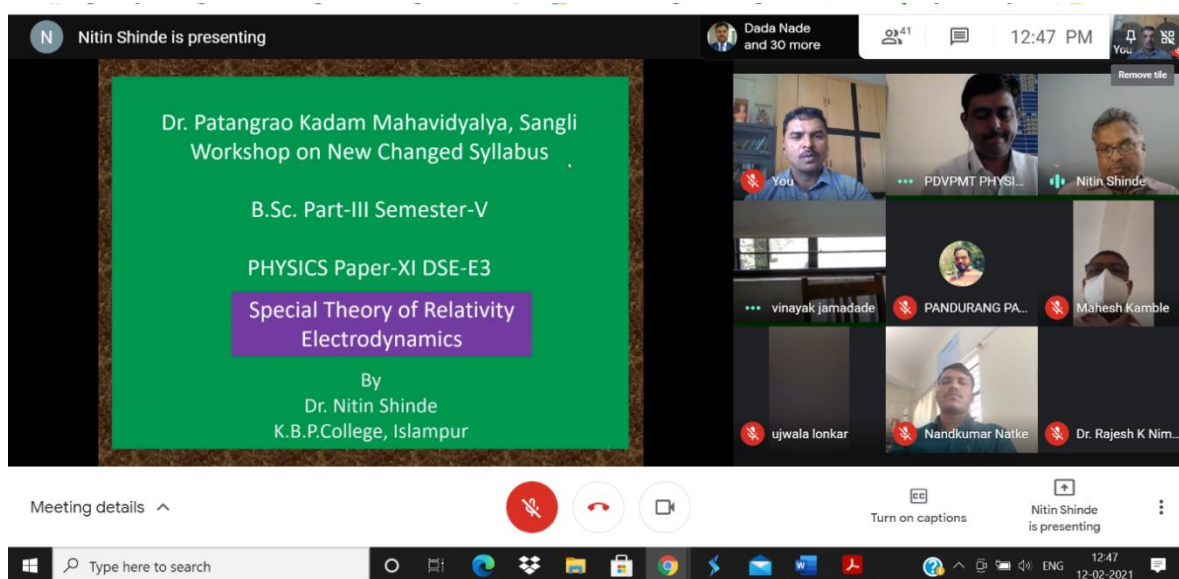 N Nitin Shinde is presenting
Dada Nade
and 30 more
41
12:47 PM
You
Remove tile
Dr. Patangrao Kadam Mahavidyalya, Sangli
Workshop on New Changed Syllabus
B.Sc. Part-III Semester-V
PHYSICS Paper-XI DSE-E3
Special Theory of Relativity
Electrodynamics
By
Dr. Nitin Shinde
K.B.P.College, Islampur
You
PDVPMT PHYSI...
Nitin Shinde
vinayak jamadade
PANDURANG PA...
Mahesh Kamble
ujwala lonkar
Nandkumar Natke
Dr. Rajesh K Nim...
Meeting details
CC
Turn on captions
Nitin Shinde
is presenting
Type here to search
W
ENG
12:47
12-02-2021